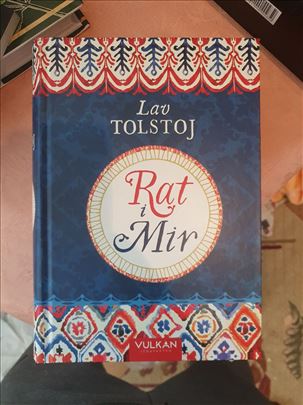 Lav
TOLSTOJ
Rat
i
Mir
VULKAN